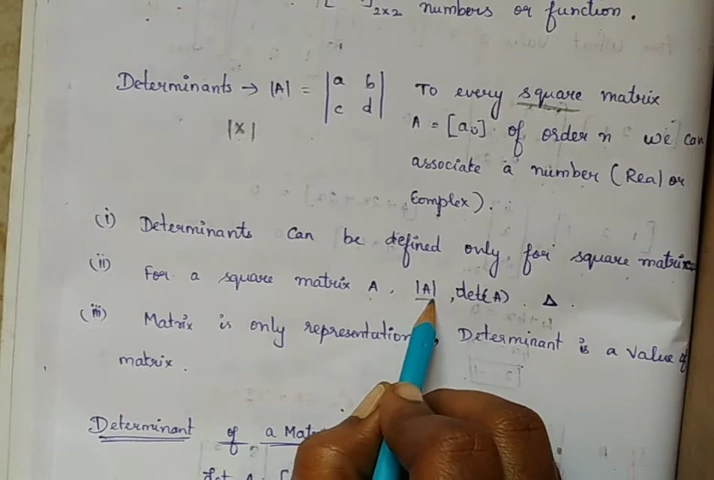 [ ]₂ₓ₂ numbers or function.
Determinants → |A| = | a b | To every square matrix
| c d |
|X| A = [aij] of order n we can
associate a number (Real or
Complex).
(i) Determinants can be defined only for square matrix
(ii) For a square matrix A, |A|, det(A). Δ.
(iii) Matrix is only representation. Determinant is a value of
matrix.
Determinant of a Mat